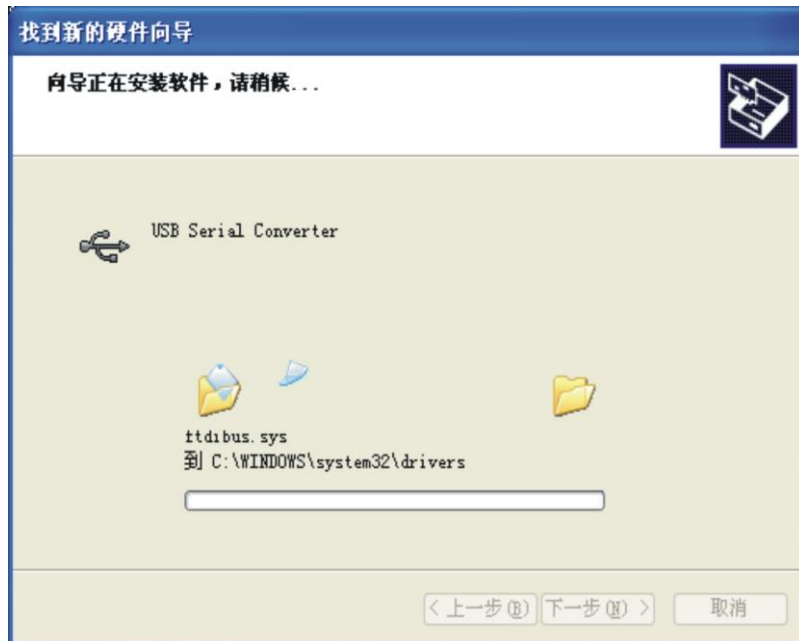 找到新的硬件向导
向导正在安装软件，请稍候...
USB Serial Converter
ttdibus.sys
到 C:\WINDOWS\system32\drivers
< 上一步(B)
下一步(N) >
取消